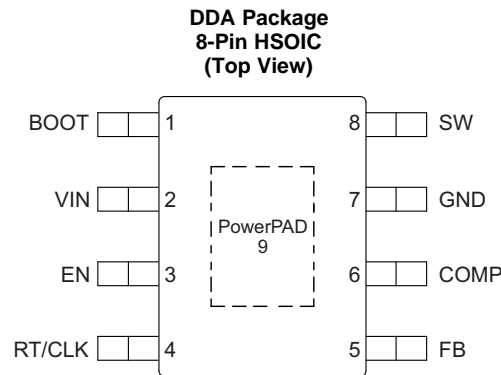 DDA Package
8-Pin HSOIC
(Top View)
BOOT 1 8 SW
VIN 2 7 GND
PowerPAD
9
EN 3 6 COMP
RT/CLK 4 5 FB